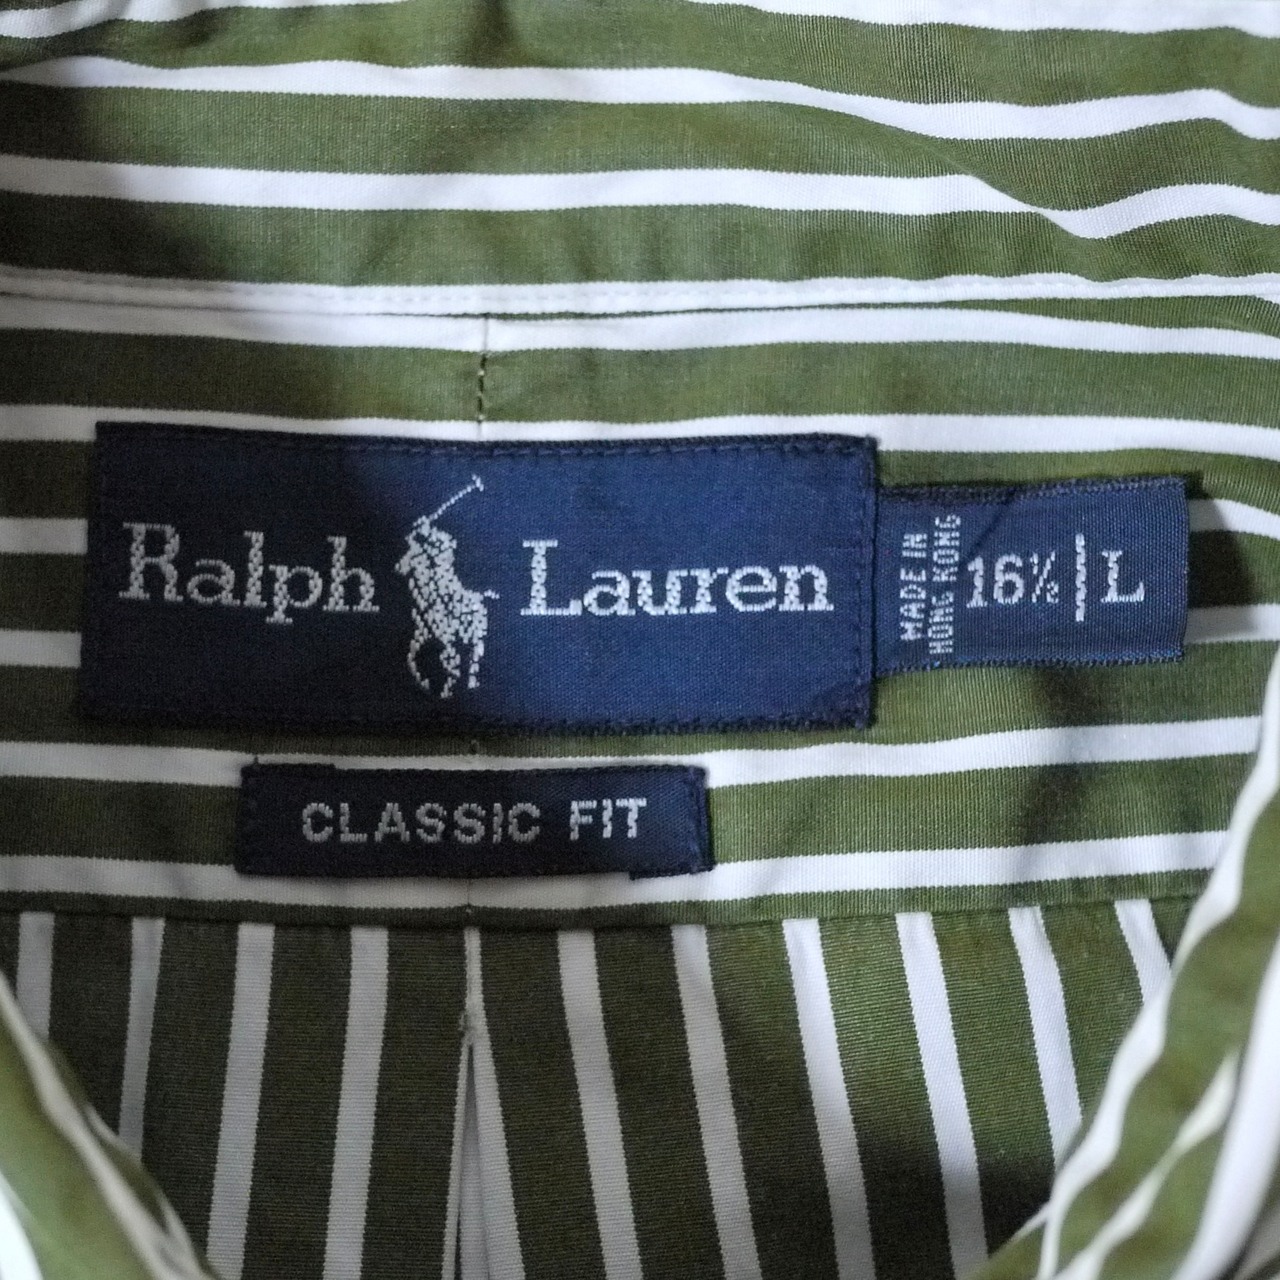 Ralph Lauren
MADE IN
HONG KONG
16½ | L
CLASSIC FIT